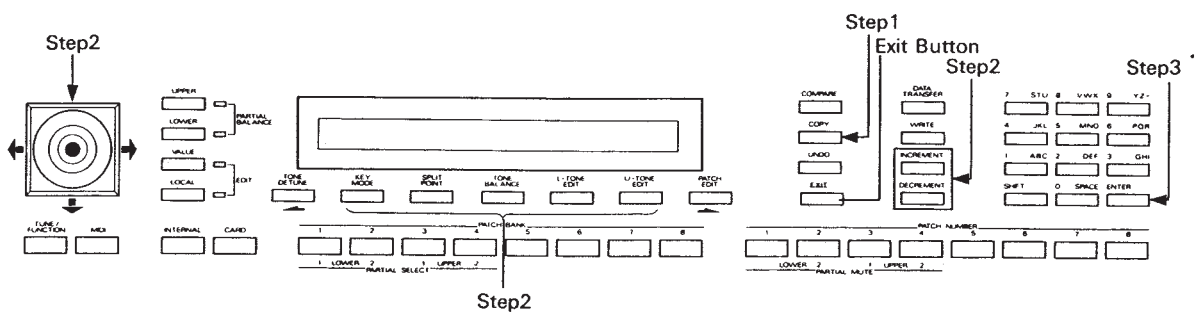 Step1
Step2
Exit Button
Step2
Step3
UPPER
LOWER
PARTIAL
BALANCE
VALUE
LOCAL
EDIT
COMPARE
COPY
UNDO
EXIT
DATA
TRANSFER
WRITE
INCREMENT
DECREMENT
7 STU 8 VWX 9 YZ-
4 JKL 5 MNO 6 PQR
1 ABC 2 DEF 3 GHI
SHIFT 0 SPACE ENTER
TONE
DETUNE
KEY
MODE
SPLIT
POINT
TONE
BALANCE
L-TONE
EDIT
U-TONE
EDIT
PATCH
EDIT
TUNE/
FUNCTION
MIDI
INTERNAL CARD
PATCH BANK
1 2 3 4 5 6 7 8
1 LOWER 2 1 UPPER 2
PARTIAL SELECT
PATCH NUMBER
1 2 3 4 5 6 7 8
1 LOWER 2 1 UPPER 2
PARTIAL MUTE
Step2